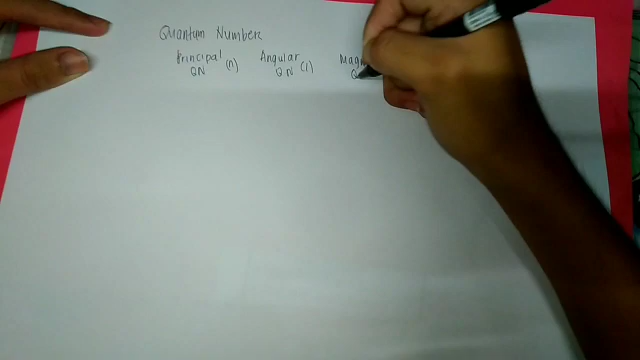 Quantum Numbers
Principal (n) Angular (l) Mag
QN QN Q